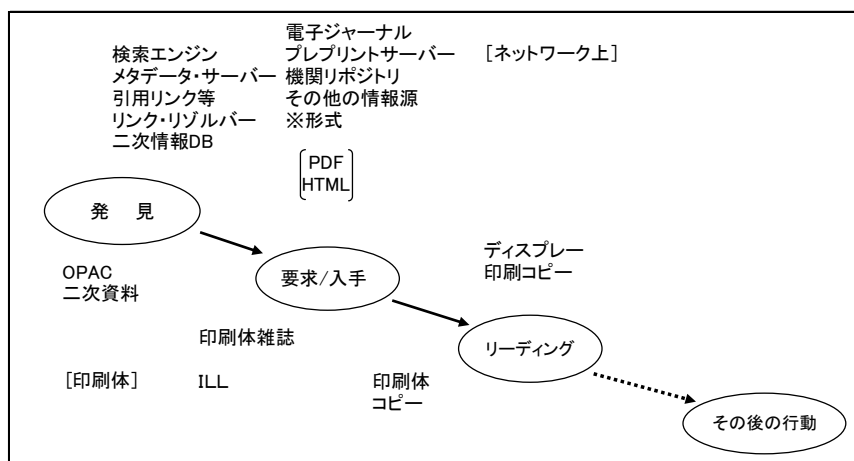 検索エンジン
メタデータ・サーバー
引用リンク等
リンク・リゾルバー
二次情報DB
電子ジャーナル
プレプリントサーバー
機関リポジトリ
その他の情報源
※形式
PDF
HTML
[ネットワーク上]
発 見
要求/入手
ディスプレー
印刷コピー
リーディング
その後の行動
OPAC
二次資料
[印刷体]
印刷体雑誌
ILL
印刷体
コピー